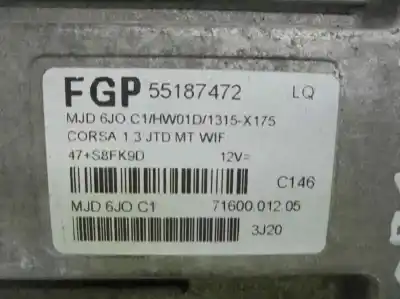 FGP 55187472 LQ
MJD 6JO C1/HW01D/1315-X175
CORSA 1.3 JTD MT WIF
47+S8FK9D 12V=
C146
MJD 6JO C1 71600.012.05
3J20